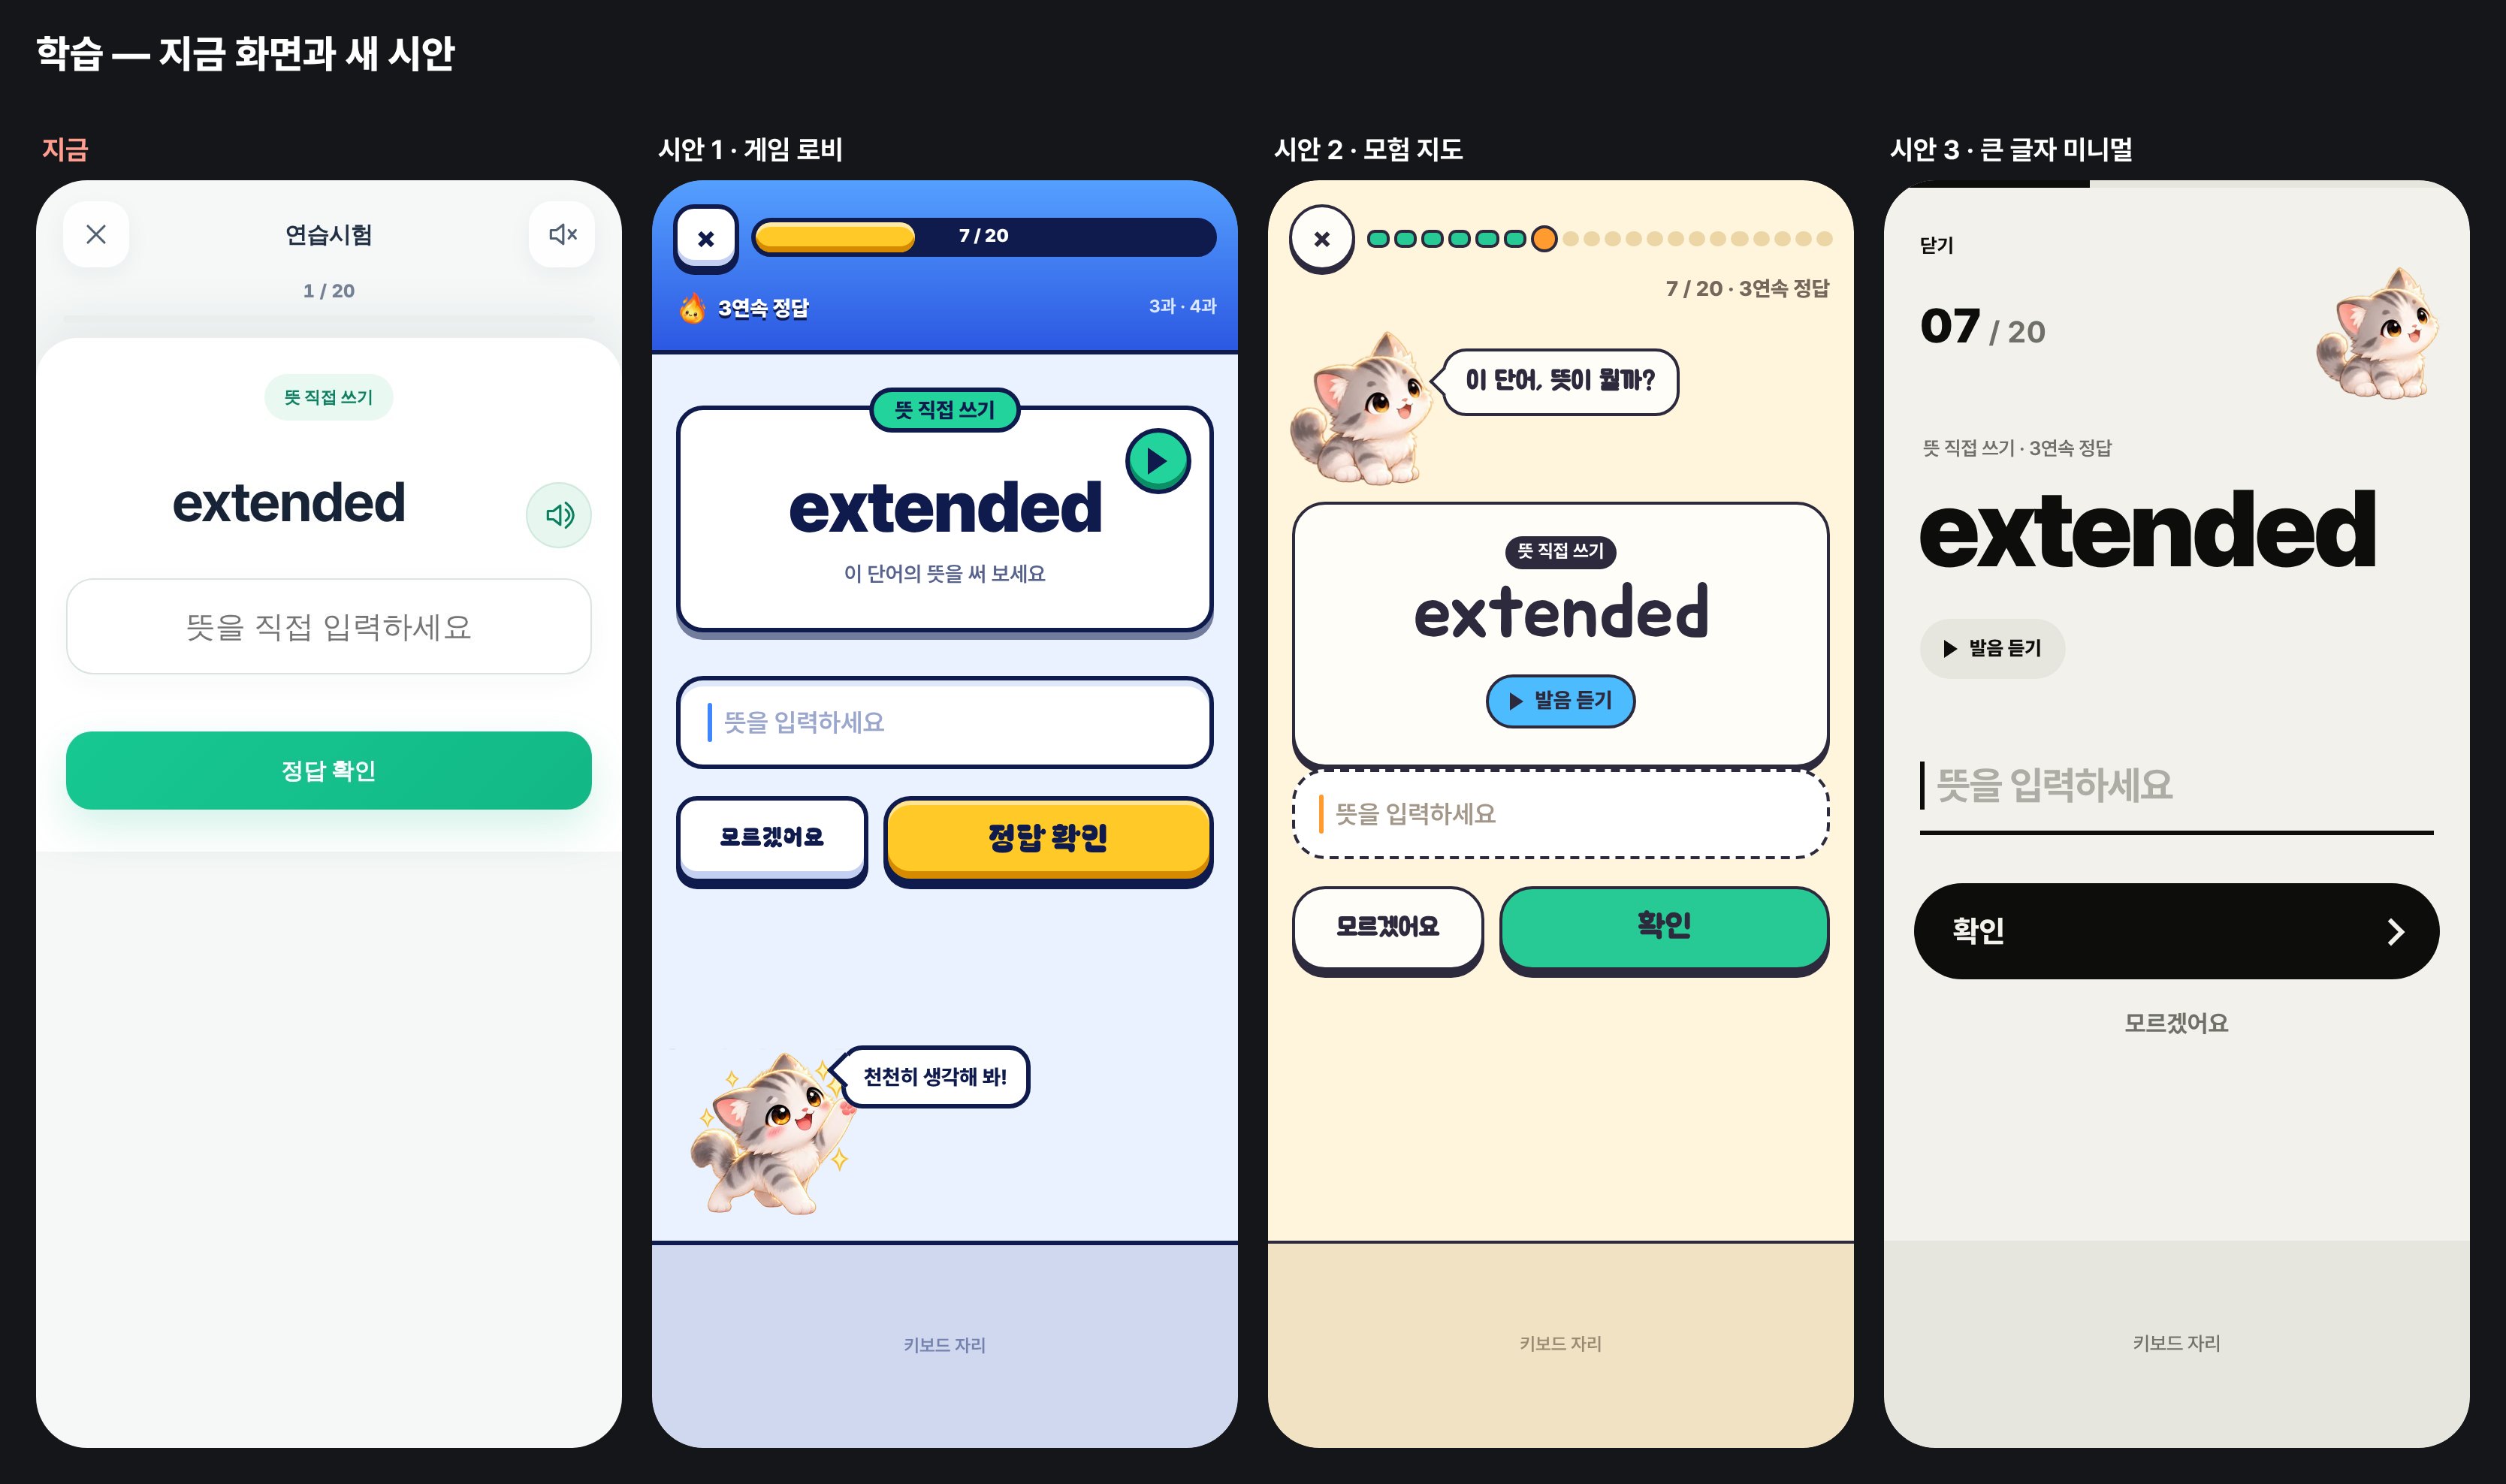 학습 — 지금 화면과 새 시안
지금
연습시험
1 / 20
뜻 직접 쓰기
extended
뜻을 직접 입력하세요
정답 확인
시안 1 · 게임 로비
7 / 20
3연속 정답
3과 · 4과
뜻 직접 쓰기
extended
이 단어의 뜻을 써 보세요
뜻을 입력하세요
모르겠어요
정답 확인
천천히 생각해 봐!
키보드 자리
시안 2 · 모험 지도
7 / 20 · 3연속 정답
이 단어, 뜻이 뭘까?
뜻 직접 쓰기
extended
발음 듣기
뜻을 입력하세요
모르겠어요
확인
키보드 자리
시안 3 · 큰 글자 미니멀
닫기
07 / 20
뜻 직접 쓰기 · 3연속 정답
extended
발음 듣기
뜻을 입력하세요
확인
모르겠어요
키보드 자리